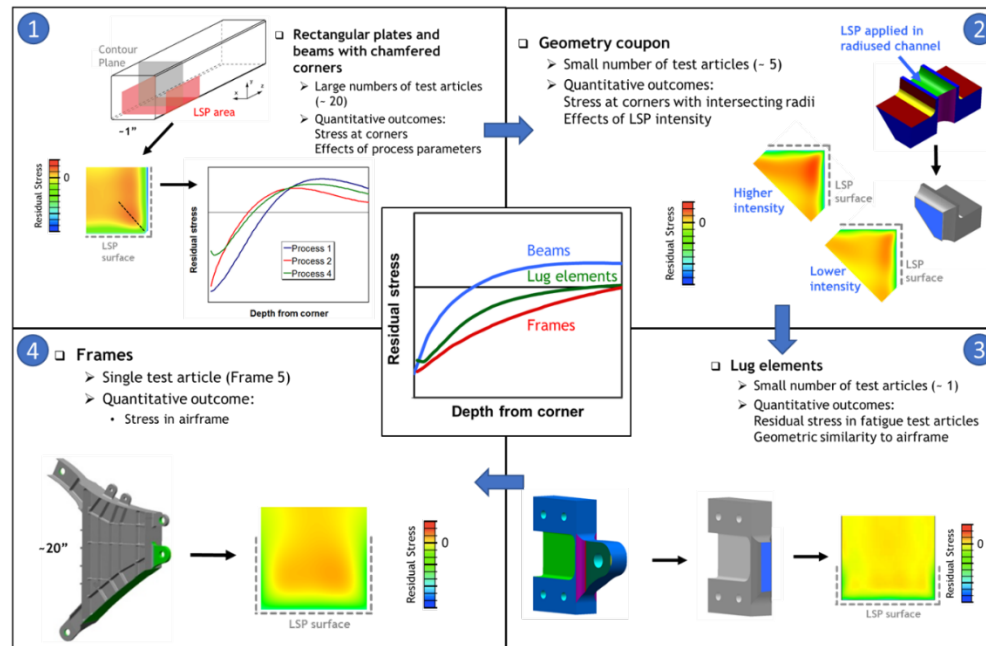 1
Contour
Plane
LSP area
~1"
y
z
x
Rectangular plates and
beams with chamfered
corners
Large numbers of test articles
(~ 20)
Quantitative outcomes:
Stress at corners
Effects of process parameters
Residual Stress
0
LSP
surface
Residual stress
Process 1
Process 2
Process 4
Depth from corner
2
Geometry coupon
Small number of test articles (~ 5)
Quantitative outcomes:
Stress at corners with intersecting radii
Effects of LSP intensity
LSP applied in
radiused channel
Higher
intensity
LSP
surface
Residual Stress
0
Lower
intensity
LSP
surface
Residual stress
Beams
Lug elements
Frames
Depth from corner
3
Lug elements
Small number of test articles (~ 1)
Quantitative outcomes:
Residual stress in fatigue test articles
Geometric similarity to airframe
LSP surface
Residual Stress
0
4
Frames
Single test article (Frame 5)
Quantitative outcome:
• Stress in airframe
~20"
LSP surface
Residual Stress
0